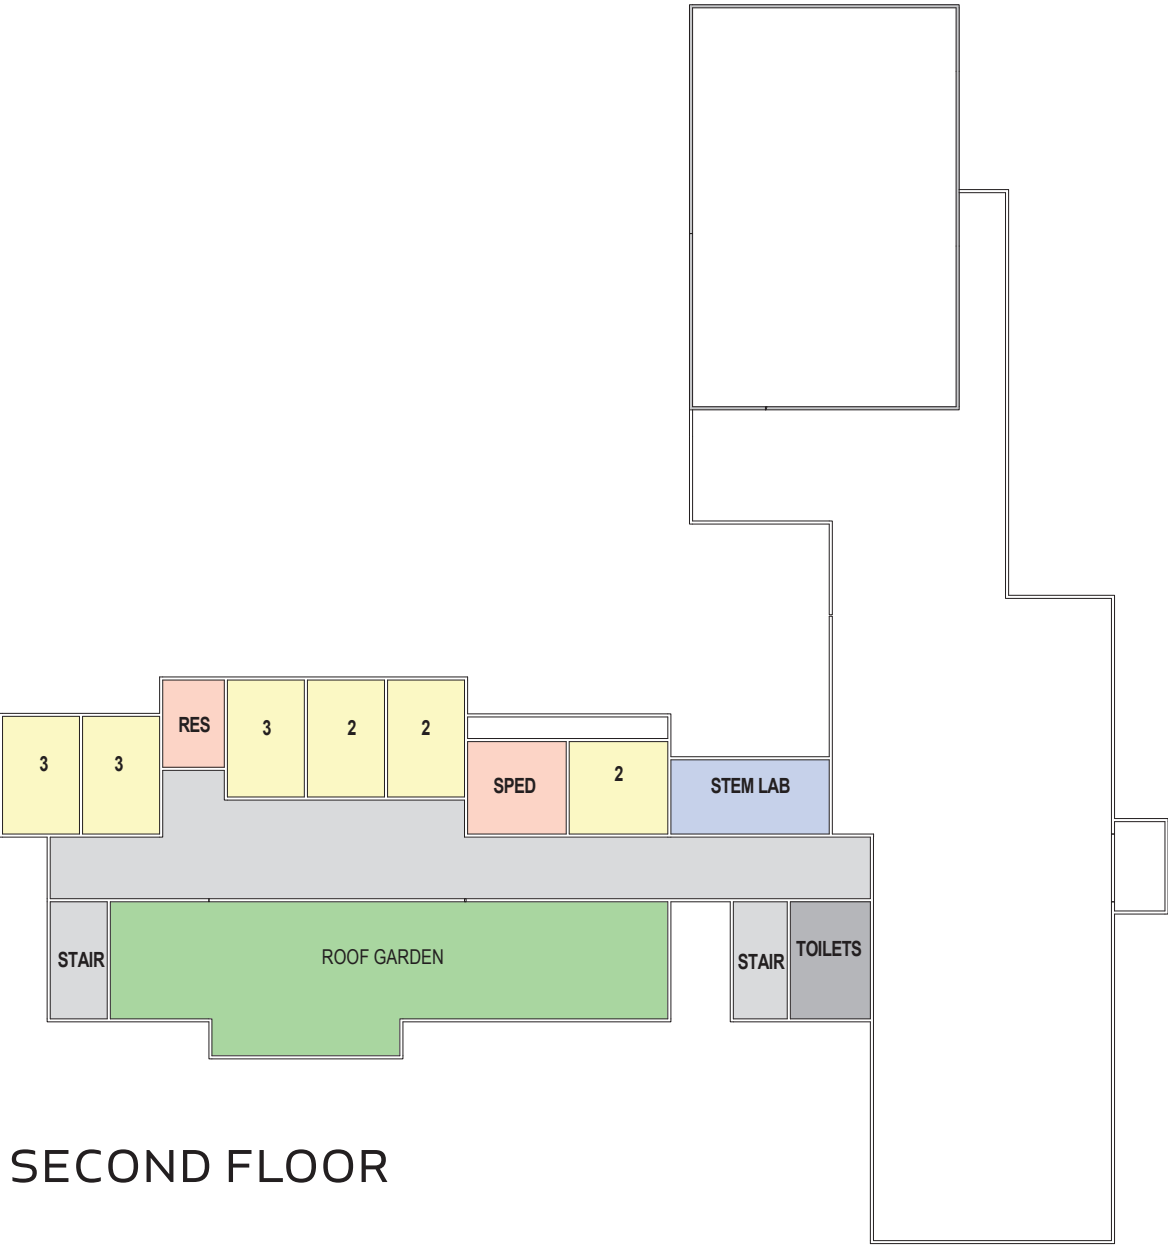 RES
3
2
2
3
3
2
SPED
STEM LAB
STAIR
ROOF GARDEN
STAIR
TOILETS
SECOND FLOOR